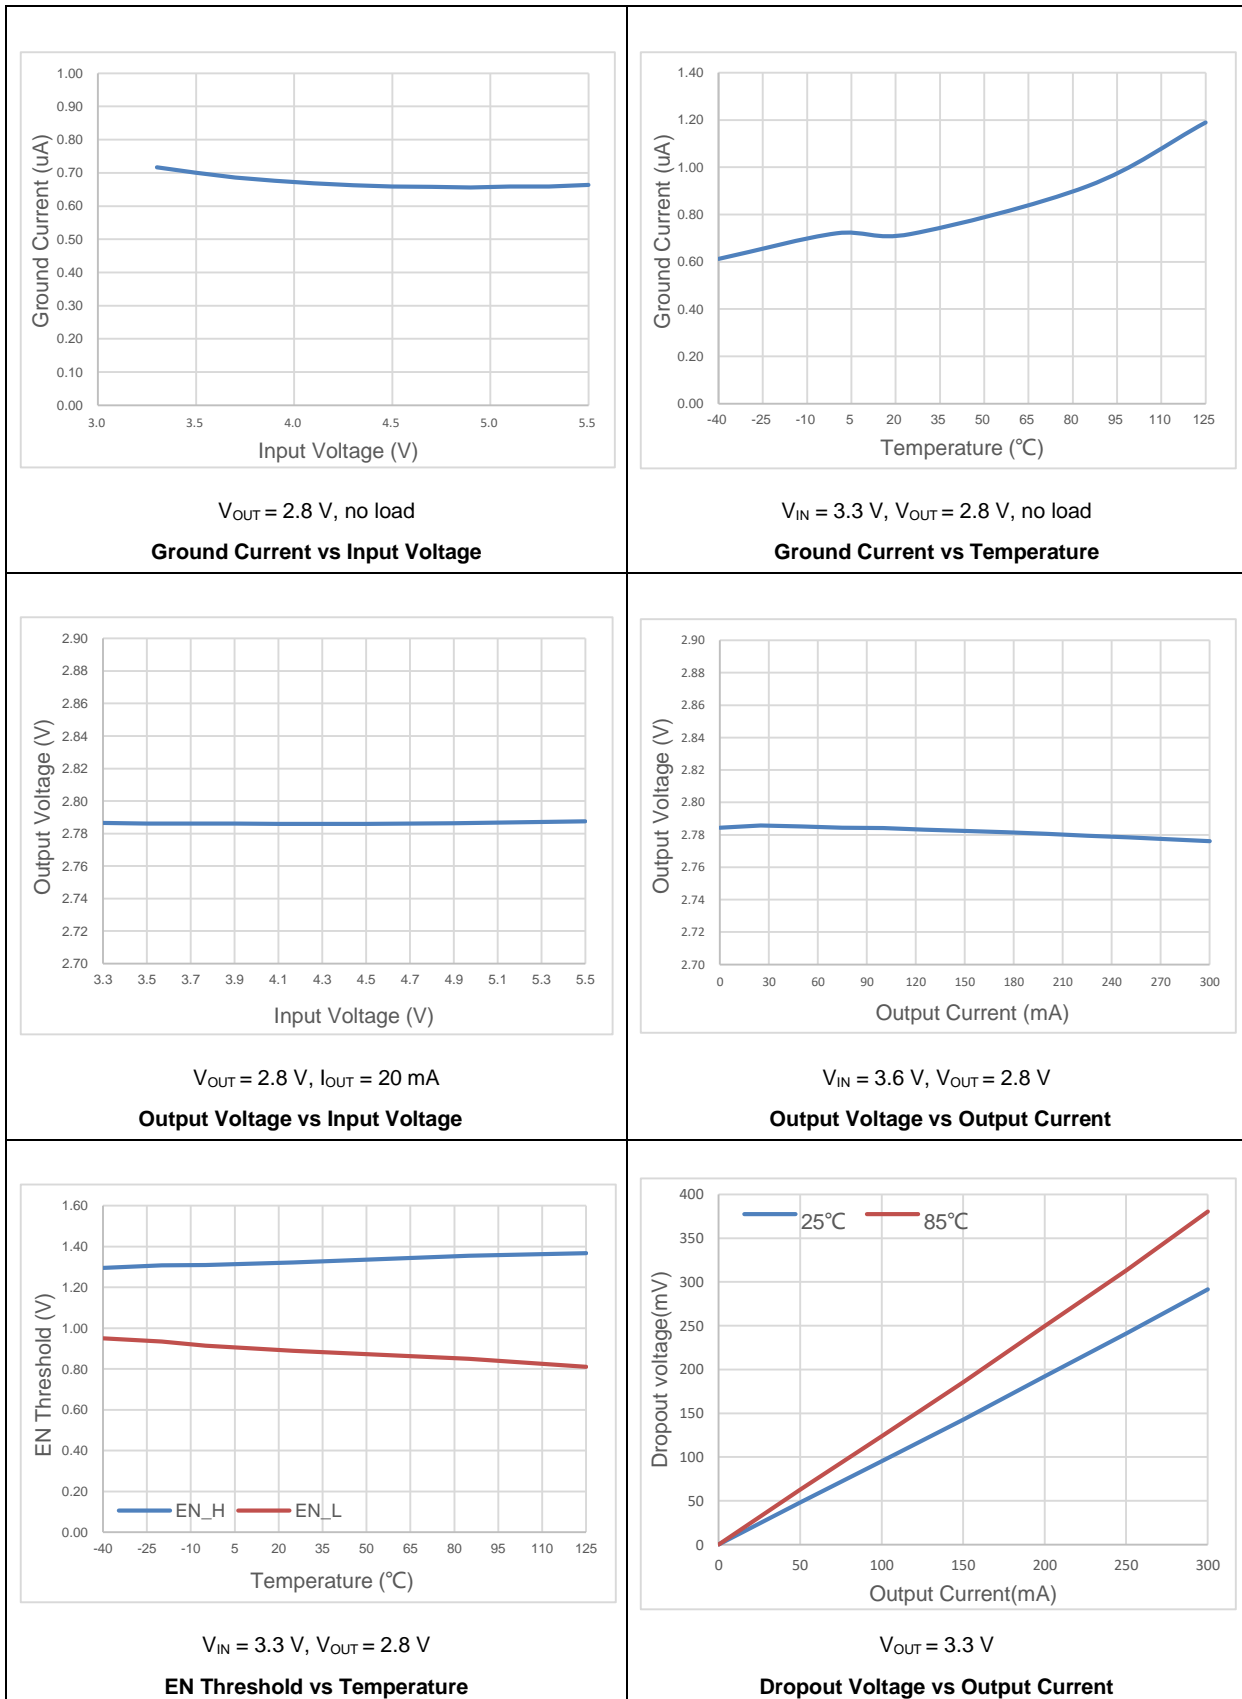 1.00
0.90
0.80
0.70
0.60
0.50
0.40
0.30
0.20
0.10
0.00
Ground Current (uA)
3.0 3.5 4.0 4.5 5.0 5.5
Input Voltage (V)
VOUT = 2.8 V, no load
Ground Current vs Input Voltage
1.40
1.20
1.00
0.80
0.60
0.40
0.20
0.00
Ground Current (uA)
-40 -25 -10 5 20 35 50 65 80 95 110 125
Temperature (℃)
VIN = 3.3 V, VOUT = 2.8 V, no load
Ground Current vs Temperature
2.90
2.88
2.86
2.84
2.82
2.80
2.78
2.76
2.74
2.72
2.70
Output Voltage (V)
3.3 3.5 3.7 3.9 4.1 4.3 4.5 4.7 4.9 5.1 5.3 5.5
Input Voltage (V)
VOUT = 2.8 V, IOUT = 20 mA
Output Voltage vs Input Voltage
2.90
2.88
2.86
2.84
2.82
2.80
2.78
2.76
2.74
2.72
2.70
Output Voltage (V)
0 30 60 90 120 150 180 210 240 270 300
Output Current (mA)
VIN = 3.6 V, VOUT = 2.8 V
Output Voltage vs Output Current
1.60
1.40
1.20
1.00
0.80
0.60
0.40
0.20
0.00
EN Threshold (V)
EN_H EN_L
-40 -25 -10 5 20 35 50 65 80 95 110 125
Temperature (℃)
VIN = 3.3 V, VOUT = 2.8 V
EN Threshold vs Temperature
400
350
300
250
200
150
100
50
0
Dropout voltage(mV)
25℃ 85℃
0 50 100 150 200 250 300
Output Current(mA)
VOUT = 3.3 V
Dropout Voltage vs Output Current